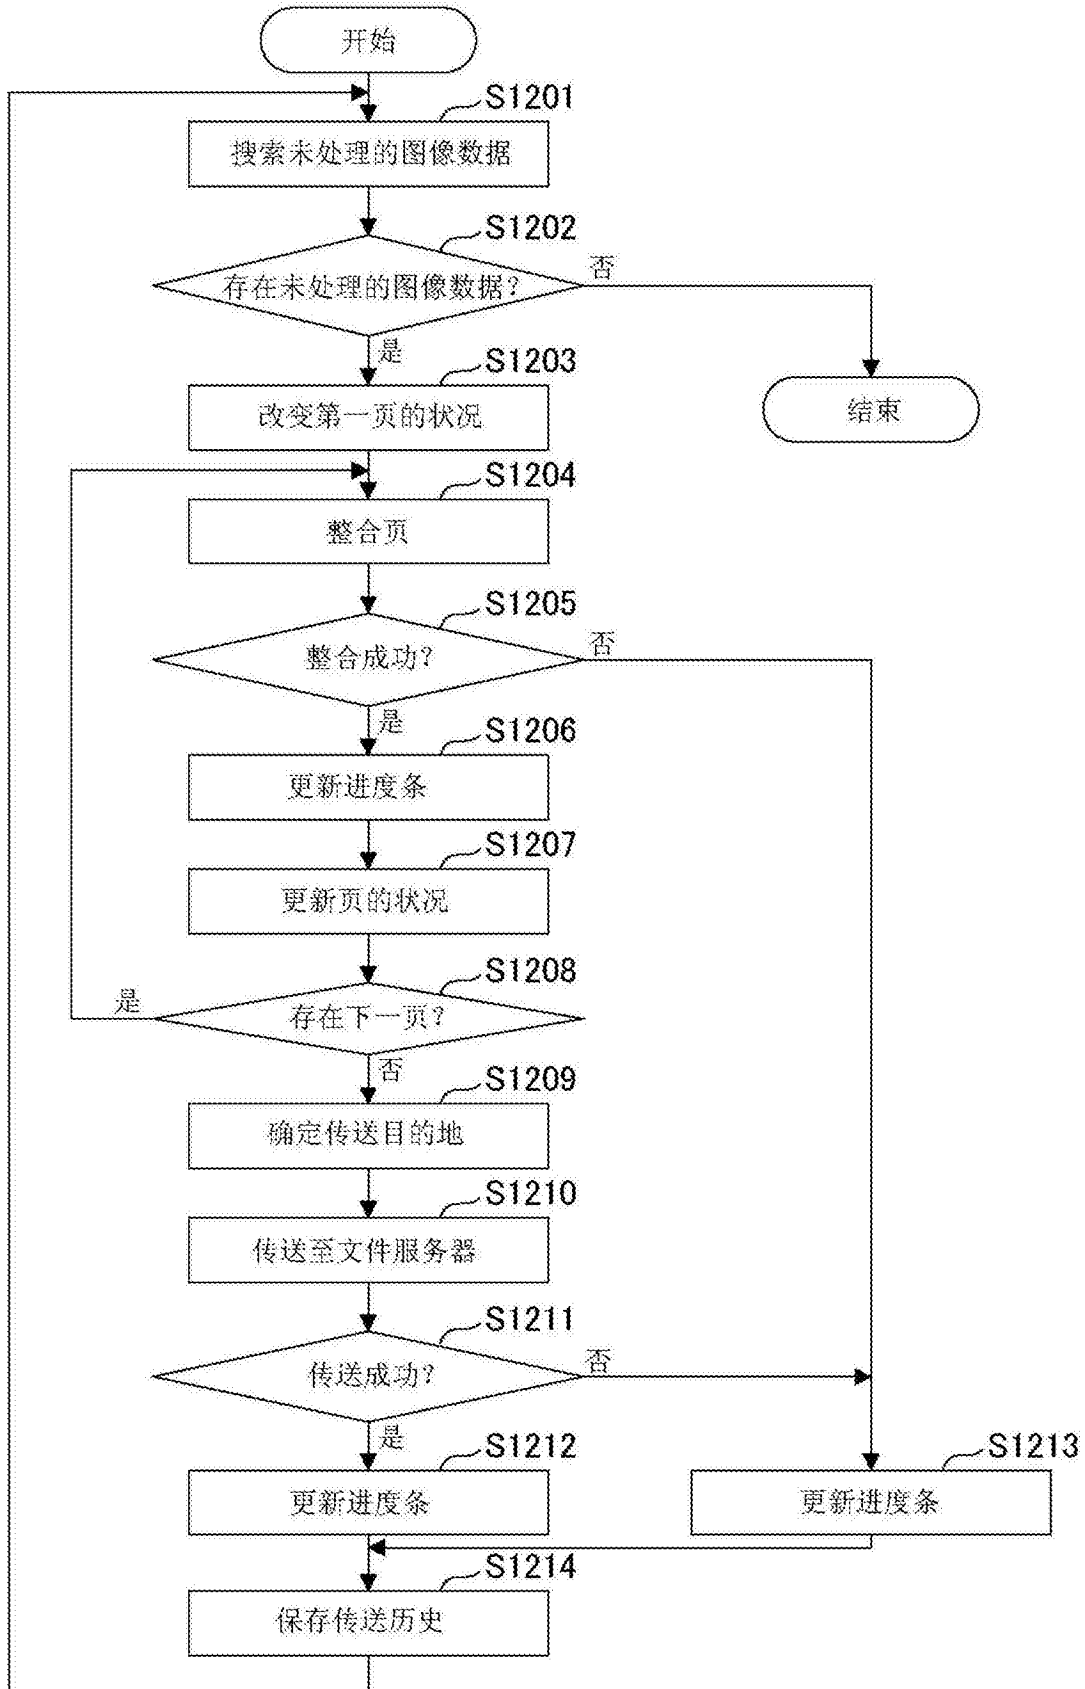 开始
S1201
搜索未处理的图像数据
S1202
存在未处理的图像数据?
否
是
S1203
改变第一页的状况
结束
S1204
整合页
S1205
整合成功?
否
是
S1206
更新进度条
S1207
更新页的状况
S1208
存在下一页?
是
否
S1209
确定传送目的地
S1210
传送至文件服务器
S1211
传送成功?
否
是
S1212
更新进度条
S1213
更新进度条
S1214
保存传送历史